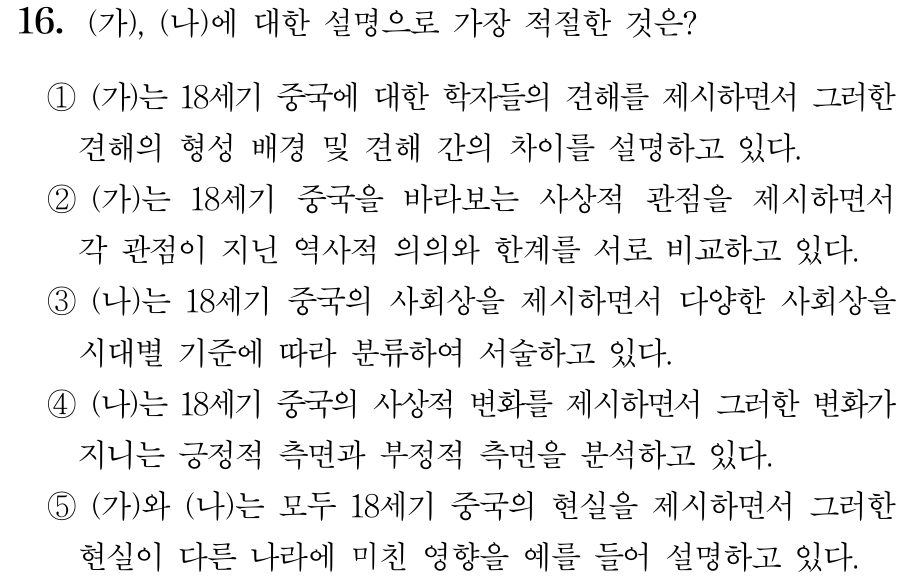 16. (가), (나)에 대한 설명으로 가장 적절한 것은?
① (가)는 18세기 중국에 대한 학자들의 견해를 제시하면서 그러한
견해의 형성 배경 및 견해 간의 차이를 설명하고 있다.
② (가)는 18세기 중국을 바라보는 사상적 관점을 제시하면서
각 관점이 지닌 역사적 의의와 한계를 서로 비교하고 있다.
③ (나)는 18세기 중국의 사회상을 제시하면서 다양한 사회상을
시대별 기준에 따라 분류하여 서술하고 있다.
④ (나)는 18세기 중국의 사상적 변화를 제시하면서 그러한 변화가
지니는 긍정적 측면과 부정적 측면을 분석하고 있다.
⑤ (가)와 (나)는 모두 18세기 중국의 현실을 제시하면서 그러한
현실이 다른 나라에 미친 영향을 예를 들어 설명하고 있다.